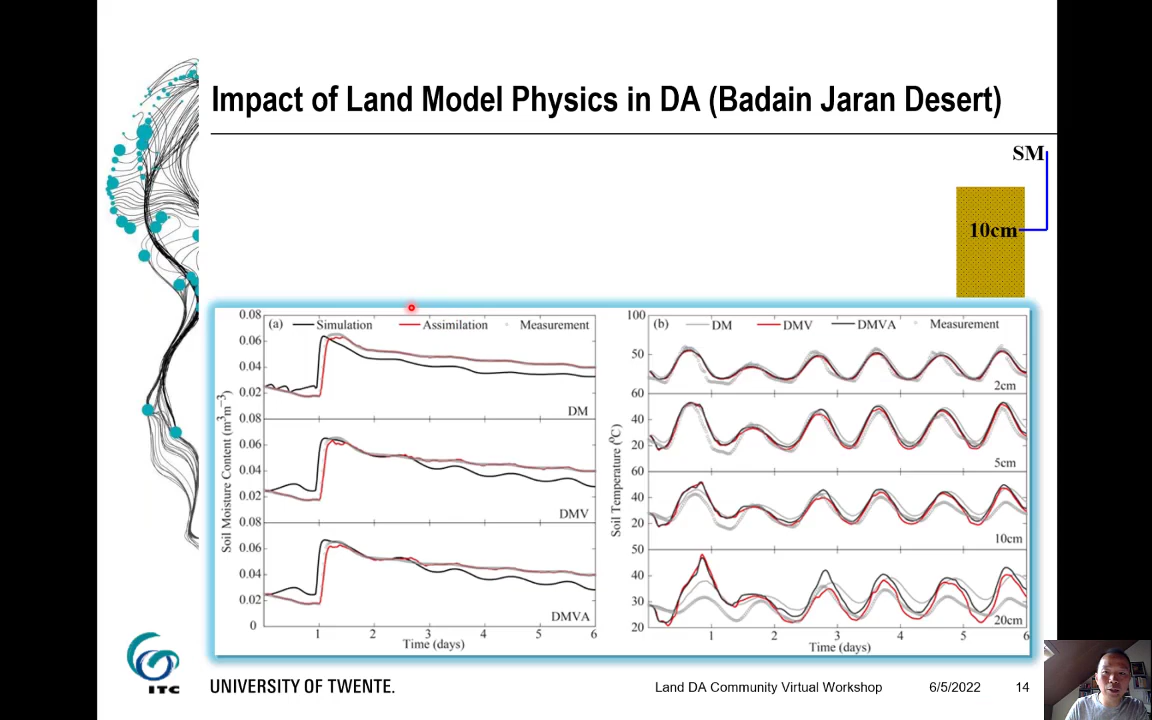 Impact of Land Model Physics in DA (Badain Jaran Desert)
SM
10cm
(a) Simulation Assimilation Measurement
0.08
0.06
0.04
0.02
DM
0.08
0.06
0.04
0.02
DMV
0.08
0.06
0.04
0.02
0
DMVA
Soil Moisture Content (m³m⁻³)
1 2 3 4 5 6
Time (days)
(b) DM DMV DMVA Measurement
100
50
2cm
60
40
20
5cm
60
40
20
10cm
50
40
30
20
20cm
Soil Temperature (⁰C)
1 2 3 4 5 6
Time (days)
ITC
UNIVERSITY OF TWENTE.
Land DA Community Virtual Workshop 6/5/2022 14